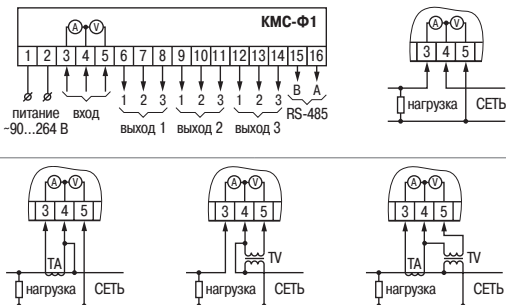 КМС-Ф1
A V
1 2 3 4 5 6 7 8 9 10 11 12 13 14 15 16
1 2 3 1 2 3 1 2 3 B A
питание
~90...264 В
вход
выход 1 выход 2 выход 3
RS-485
A V
3 4 5
нагрузка СЕТЬ
A V
3 4 5
TA
нагрузка СЕТЬ
A V
3 4 5
TV
нагрузка СЕТЬ
A V
3 4 5
TA TV
нагрузка СЕТЬ